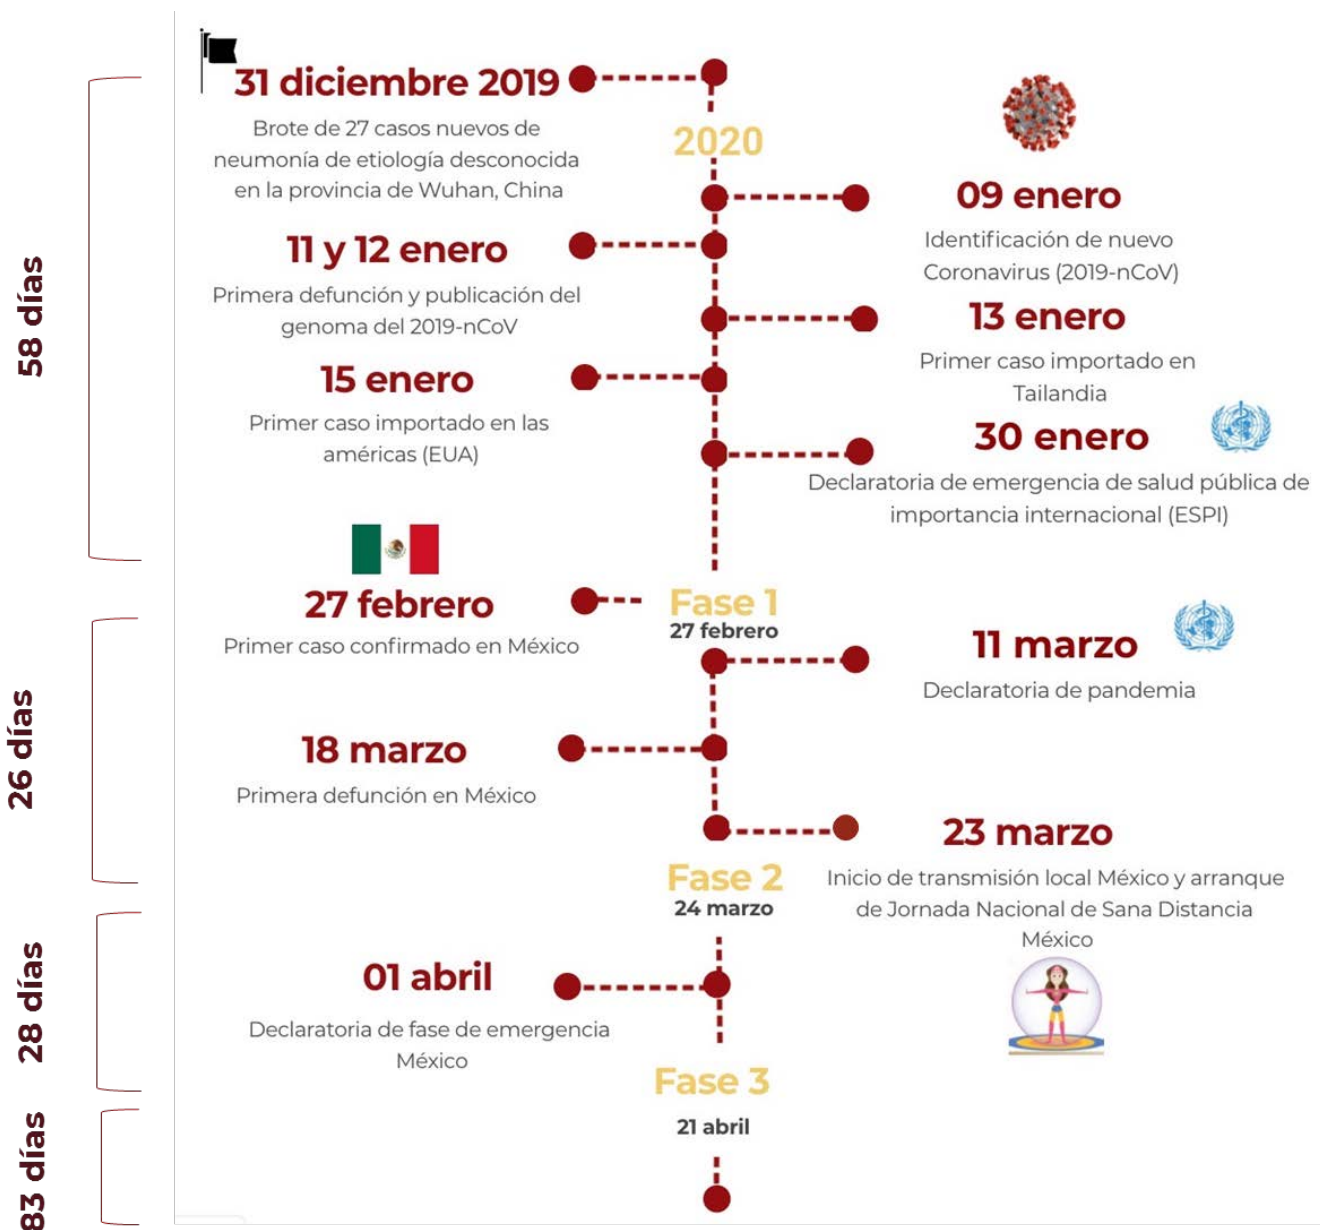 58 días
31 diciembre 2019
Brote de 27 casos nuevos de
neumonía de etiología desconocida
en la provincia de Wuhan, China
2020
09 enero
Identificación de nuevo
Coronavirus (2019-nCoV)
11 y 12 enero
Primera defunción y publicación del
genoma del 2019-nCoV
13 enero
Primer caso importado en
Tailandia
15 enero
Primer caso importado en las
américas (EUA)
30 enero
Declaratoria de emergencia de salud pública de
importancia internacional (ESPI)
26 días
27 febrero
Primer caso confirmado en México
Fase 1
27 febrero
11 marzo
Declaratoria de pandemia
18 marzo
Primera defunción en México
23 marzo
Inicio de transmisión local México y arranque
de Jornada Nacional de Sana Distancia
México
Fase 2
24 marzo
28 días
01 abril
Declaratoria de fase de emergencia
México
Fase 3
21 abril
83 días